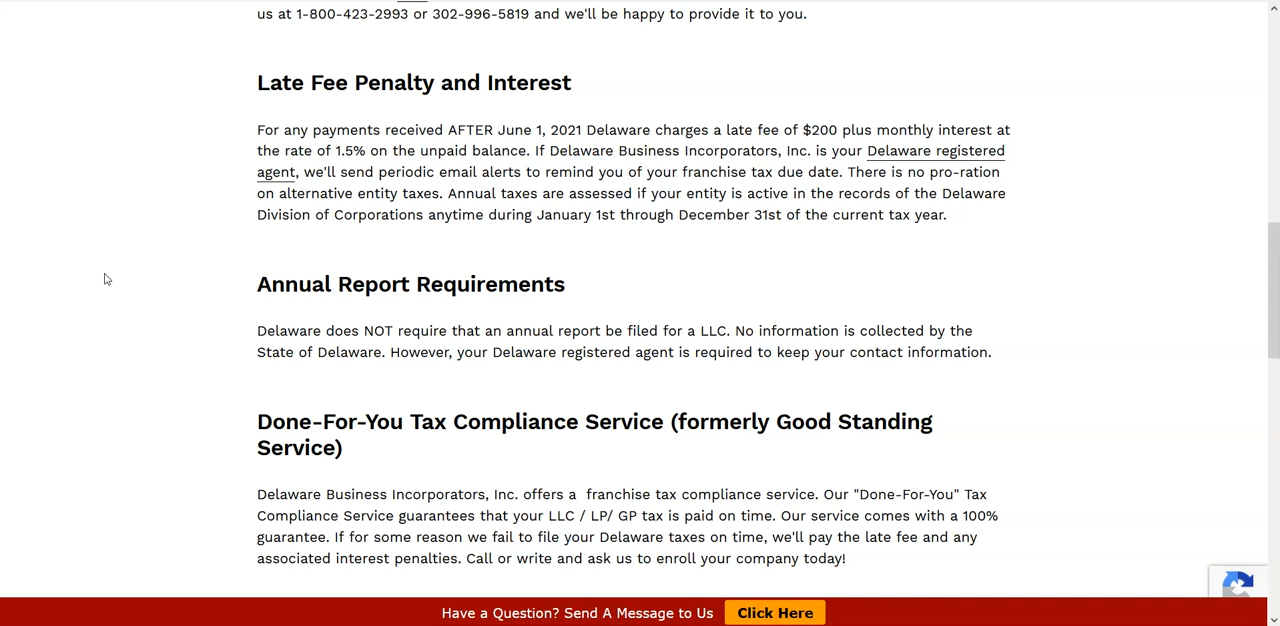 us at 1-800-423-2993 or 302-996-5819 and we'll be happy to provide it to you.
Late Fee Penalty and Interest
For any payments received AFTER June 1, 2021 Delaware charges a late fee of $200 plus monthly interest at
the rate of 1.5% on the unpaid balance. If Delaware Business Incorporators, Inc. is your Delaware registered
agent, we'll send periodic email alerts to remind you of your franchise tax due date. There is no pro-ration
on alternative entity taxes. Annual taxes are assessed if your entity is active in the records of the Delaware
Division of Corporations anytime during January 1st through December 31st of the current tax year.
Annual Report Requirements
Delaware does NOT require that an annual report be filed for a LLC. No information is collected by the
State of Delaware. However, your Delaware registered agent is required to keep your contact information.
Done-For-You Tax Compliance Service (formerly Good Standing
Service)
Delaware Business Incorporators, Inc. offers a  franchise tax compliance service. Our "Done-For-You" Tax
Compliance Service guarantees that your LLC / LP/ GP tax is paid on time. Our service comes with a 100%
guarantee. If for some reason we fail to file your Delaware taxes on time, we'll pay the late fee and any
associated interest penalties. Call or write and ask us to enroll your company today!
Have a Question? Send A Message to Us Click Here